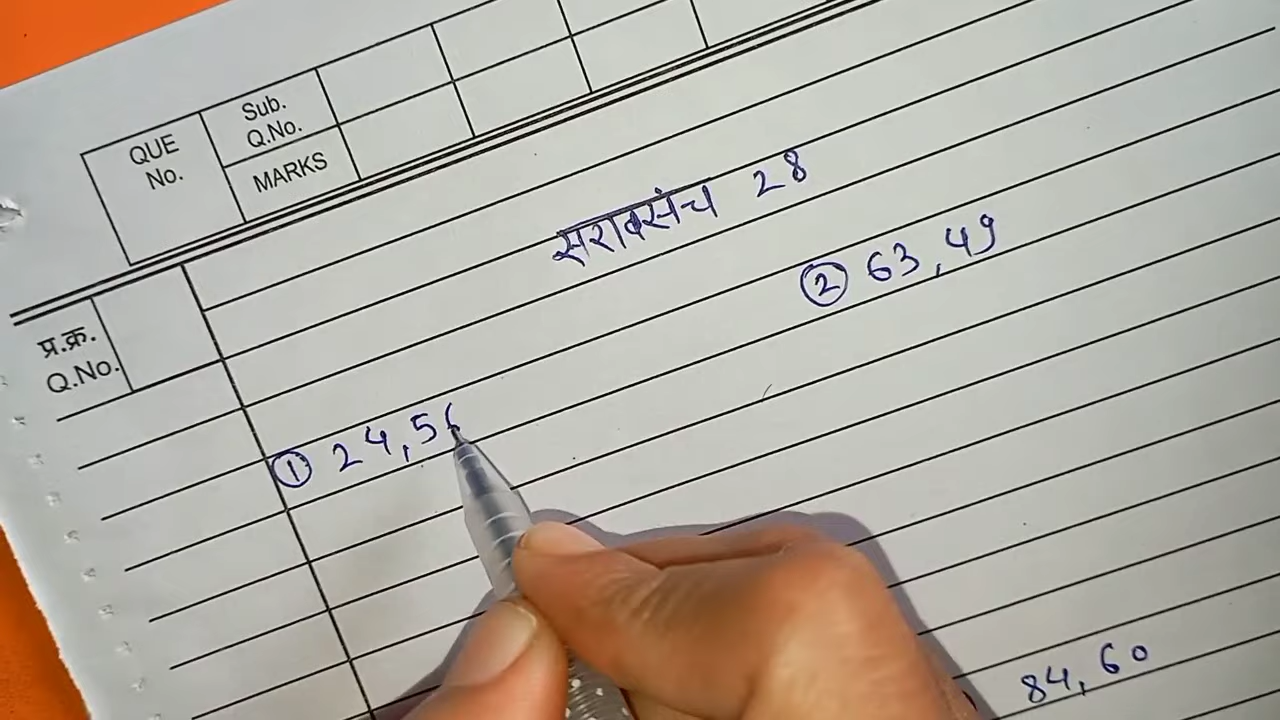 QUE No.
Sub. Q.No.
MARKS
सरावसंच 28
② 63, 49
प्र.क्र.
Q.No.
① 24, 56
84, 60